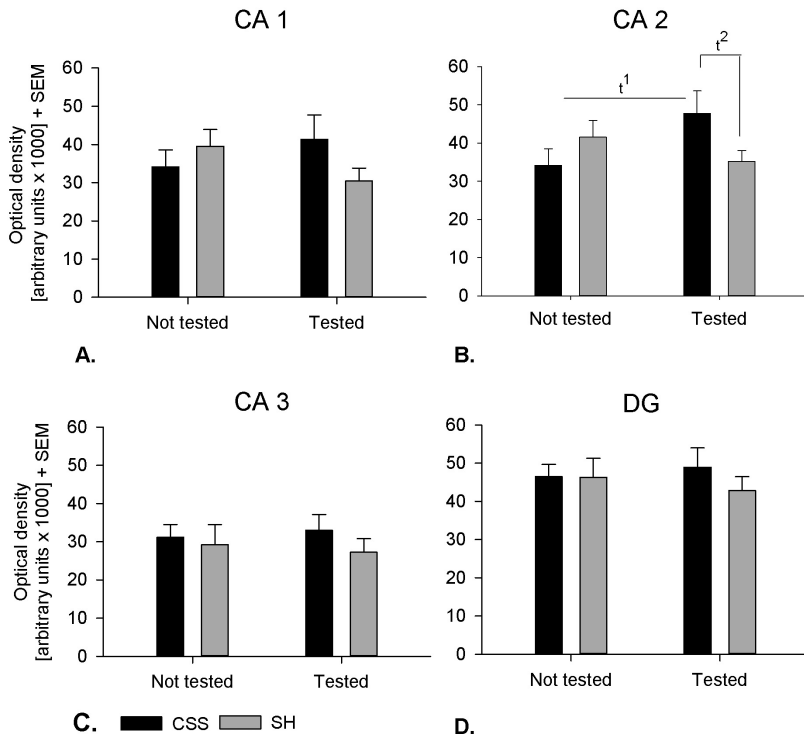 CA 1
Optical density
[arbitrary units x 1000] + SEM
60
50
40
30
20
10
0
Not tested Tested
A.
CA 2
t2
t1
60
50
40
30
20
10
0
Not tested Tested
B.
CA 3
Optical density
[arbitrary units x 1000] + SEM
60
50
40
30
20
10
0
Not tested Tested
C. CSS SH
DG
60
50
40
30
20
10
0
Not tested Tested
D.